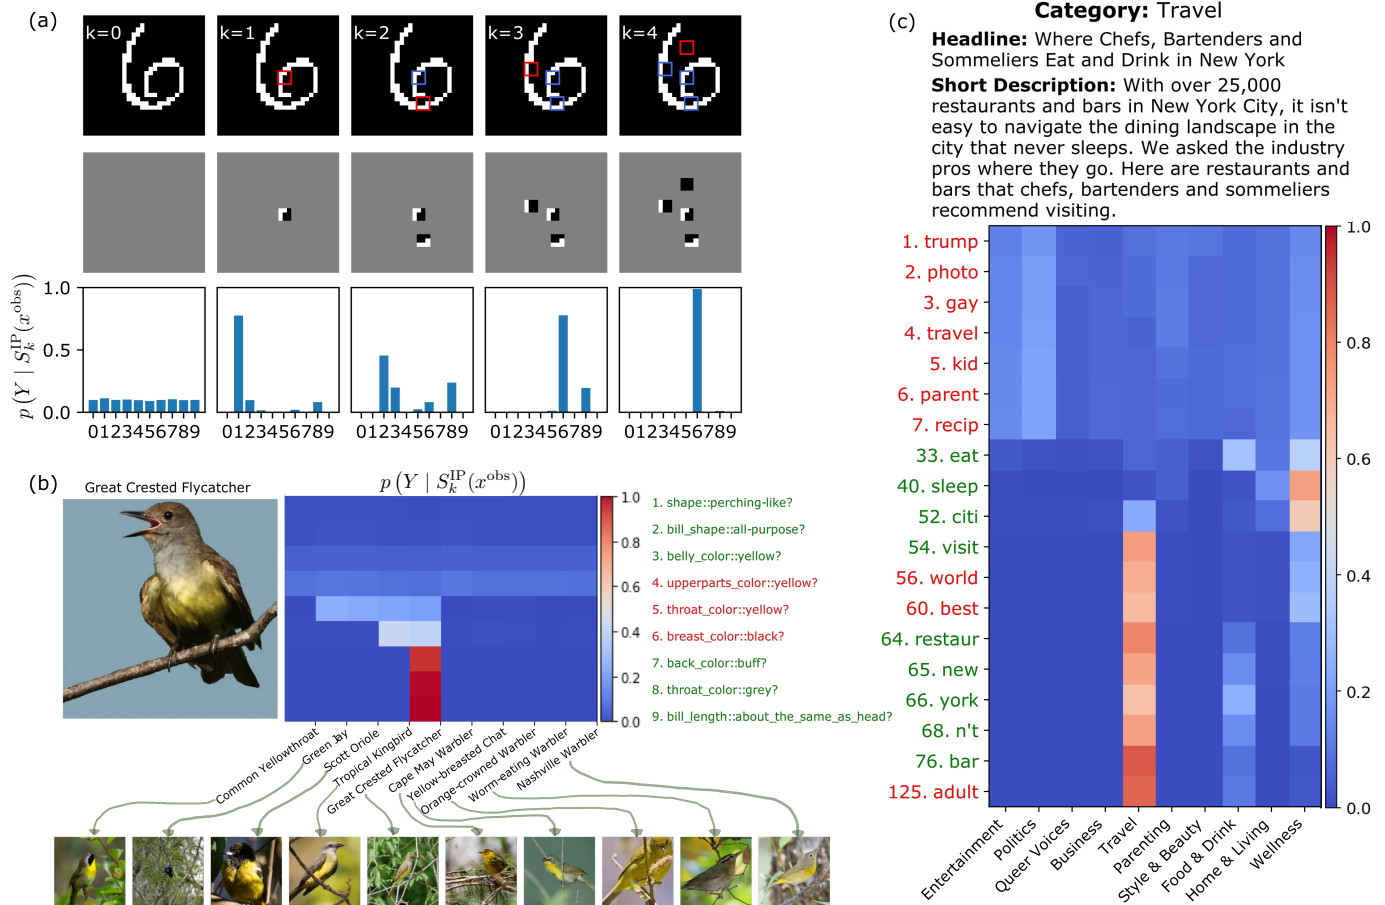 (a)
k=0
k=1
k=2
k=3
k=4
p(Y | S_k^IP(x^obs))
1.0
0.5
0.0
0123456789
0123456789
0123456789
0123456789
0123456789
(b)
Great Crested Flycatcher
p(Y | S_k^IP(x^obs))
1.0
0.8
0.6
0.4
0.2
0.0
1. shape::perching-like?
2. bill_shape::all-purpose?
3. belly_color::yellow?
4. upperparts_color::yellow?
5. throat_color::yellow?
6. breast_color::black?
7. back_color::buff?
8. throat_color::grey?
9. bill_length::about_the_same_as_head?
Common Yellowthroat
Green Jay
Scott Oriole
Tropical Kingbird
Great Crested Flycatcher
Cape May Warbler
Yellow-breasted Chat
Orange-crowned Warbler
Worm-eating Warbler
Nashville Warbler
(c)
Category: Travel
Headline: Where Chefs, Bartenders and
Sommeliers Eat and Drink in New York
Short Description: With over 25,000
restaurants and bars in New York City, it isn't
easy to navigate the dining landscape in the
city that never sleeps. We asked the industry
pros where they go. Here are restaurants and
bars that chefs, bartenders and sommeliers
recommend visiting.
1. trump
2. photo
3. gay
4. travel
5. kid
6. parent
7. recip
33. eat
40. sleep
52. citi
54. visit
56. world
60. best
64. restaur
65. new
66. york
68. n't
76. bar
125. adult
1.0
0.8
0.6
0.4
0.2
0.0
Entertainment
Politics
Queer Voices
Business
Travel
Parenting
Style & Beauty
Food & Drink
Home & Living
Wellness